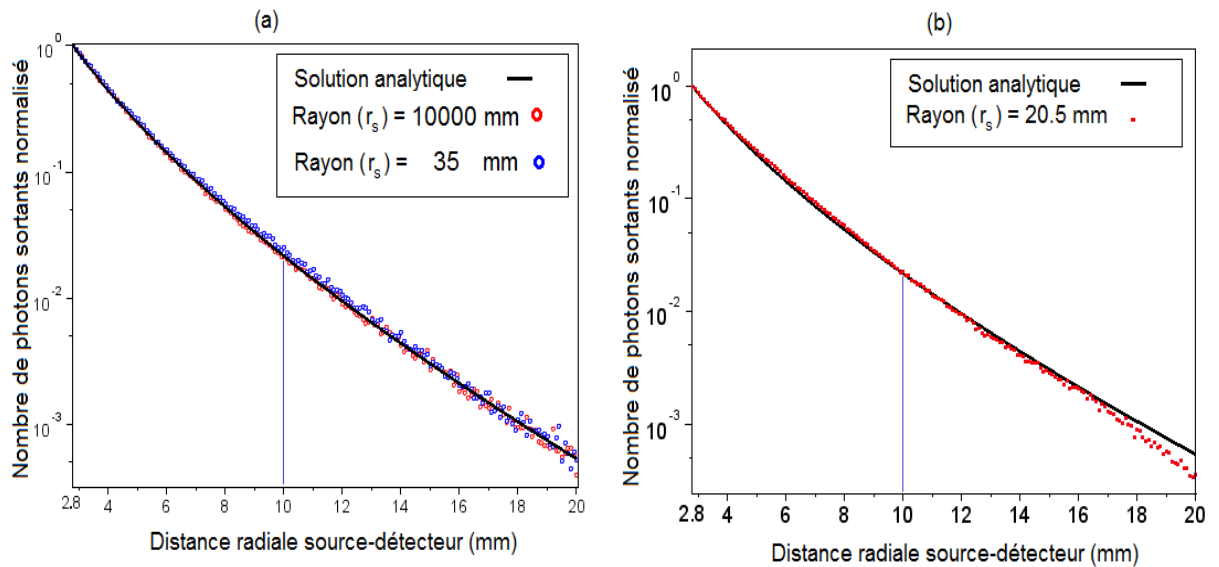 (a)
Nombre de photons sortants normalisé
10^0
10^-1
10^-2
10^-3
Solution analytique
Rayon (r_s) = 10000 mm
Rayon (r_s) = 35 mm
2.8 4 6 8 10 12 14 16 18 20
Distance radiale source-détecteur (mm)
(b)
Nombre de photons sortants normalisé
10^0
10^-1
10^-2
10^-3
Solution analytique
Rayon (r_s) = 20.5 mm
2.8 4 6 8 10 12 14 16 18 20
Distance radiale source-détecteur (mm)